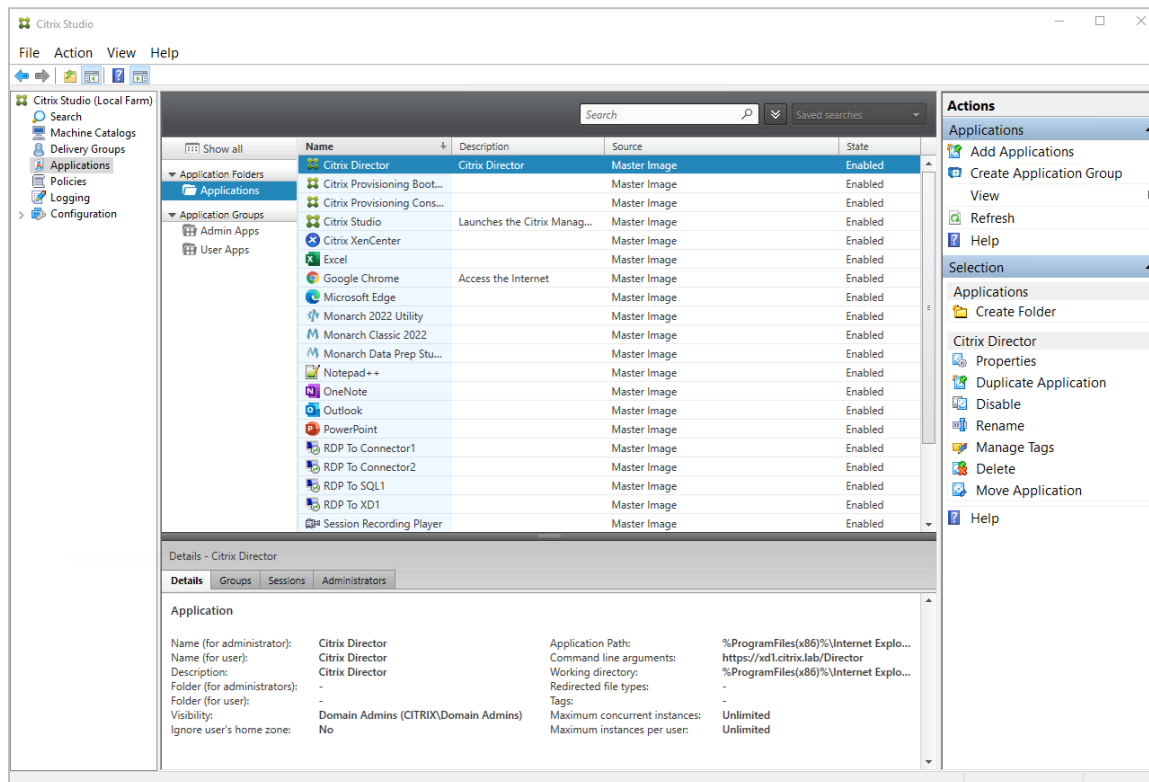 Citrix Studio
File Action View Help
Citrix Studio (Local Farm)
Search
Machine Catalogs
Delivery Groups
Applications
Policies
Logging
Configuration
Search
Saved searches
Show all
Application Folders
Applications
Application Groups
Admin Apps
User Apps
Name Description Source State
Citrix Director Citrix Director Master Image Enabled
Citrix Provisioning Boot... Master Image Enabled
Citrix Provisioning Cons... Master Image Enabled
Citrix Studio Launches the Citrix Manag... Master Image Enabled
Citrix XenCenter Master Image Enabled
Excel Master Image Enabled
Google Chrome Access the Internet Master Image Enabled
Microsoft Edge Master Image Enabled
Monarch 2022 Utility Master Image Enabled
Monarch Classic 2022 Master Image Enabled
Monarch Data Prep Stu... Master Image Enabled
Notepad++ Master Image Enabled
OneNote Master Image Enabled
Outlook Master Image Enabled
PowerPoint Master Image Enabled
RDP To Connector1 Master Image Enabled
RDP To Connector2 Master Image Enabled
RDP To SQL1 Master Image Enabled
RDP To XD1 Master Image Enabled
Session Recording Player Master Image Enabled
Details - Citrix Director
Details Groups Sessions Administrators
Application
Name (for administrator): Citrix Director
Name (for user): Citrix Director
Description: Citrix Director
Folder (for administrators): -
Folder (for user): -
Visibility: Domain Admins (CITRIX\Domain Admins)
Ignore user's home zone: No
Application Path: %ProgramFiles(x86)%\Internet Explo...
Command line arguments: https://xd1.citrix.lab/Director
Working directory: %ProgramFiles(x86)%\Internet Explo...
Redirected file types: -
Tags: -
Maximum concurrent instances: Unlimited
Maximum instances per user: Unlimited
Actions
Applications
Add Applications
Create Application Group
View
Refresh
Help
Selection
Applications
Create Folder
Citrix Director
Properties
Duplicate Application
Disable
Rename
Manage Tags
Delete
Move Application
Help